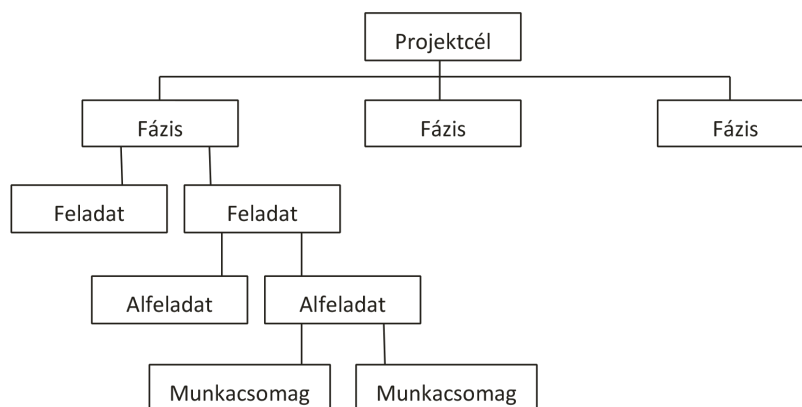 Projektcél
Fázis
Fázis
Fázis
Feladat
Feladat
Alfeladat
Alfeladat
Munkacsomag
Munkacsomag